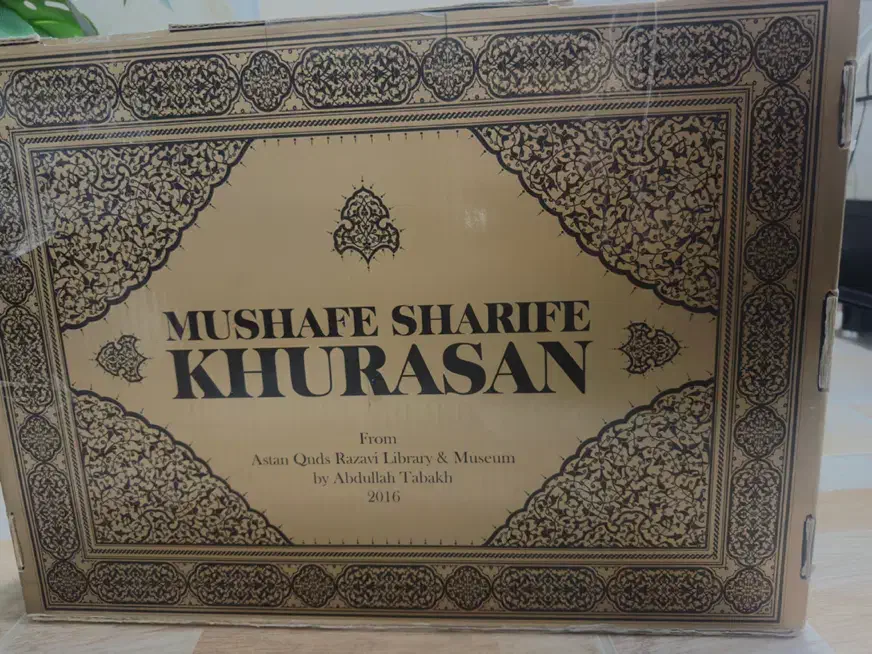 MUSHAFE SHARIFE
KHURASAN
From
Astan Qnds Razavi Library & Museum
by Abdullah Tabakh
2016